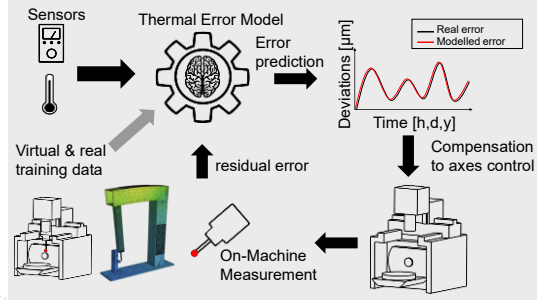 Sensors
Thermal Error Model
Error
prediction
Real error
Modelled error
Deviations [µm]
Time [h,d,y]
Virtual & real
training data
residual error
Compensation
to axes control
On-Machine
Measurement